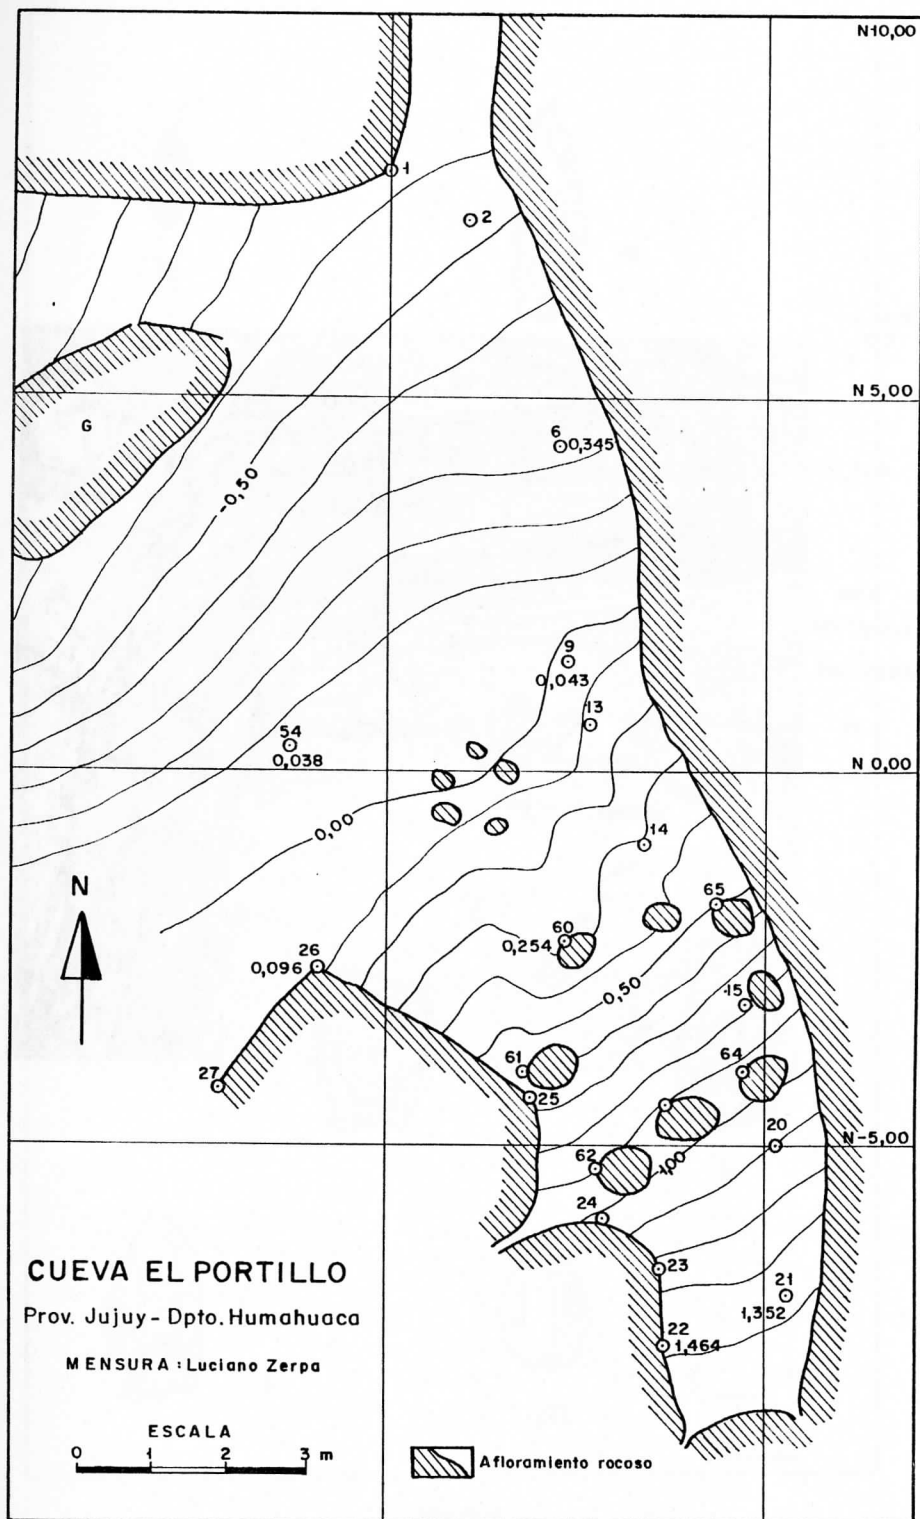 N10,00
1
2
N 5,00
G
6
0,345
-0,50
9
0,043
13
54
0,038
N 0,00
0,00
14
N
65
60
0,254
26
0,096
0,50
15
61
64
27
25
N-5,00
20
62
1,00
24
CUEVA EL PORTILLO
23
21
Prov. Jujuy - Dpto. Humahuaca
1,352
22
1,464
MENSURA : Luciano Zerpa
ESCALA
0 1 2 3 m
Afloramiento rocoso